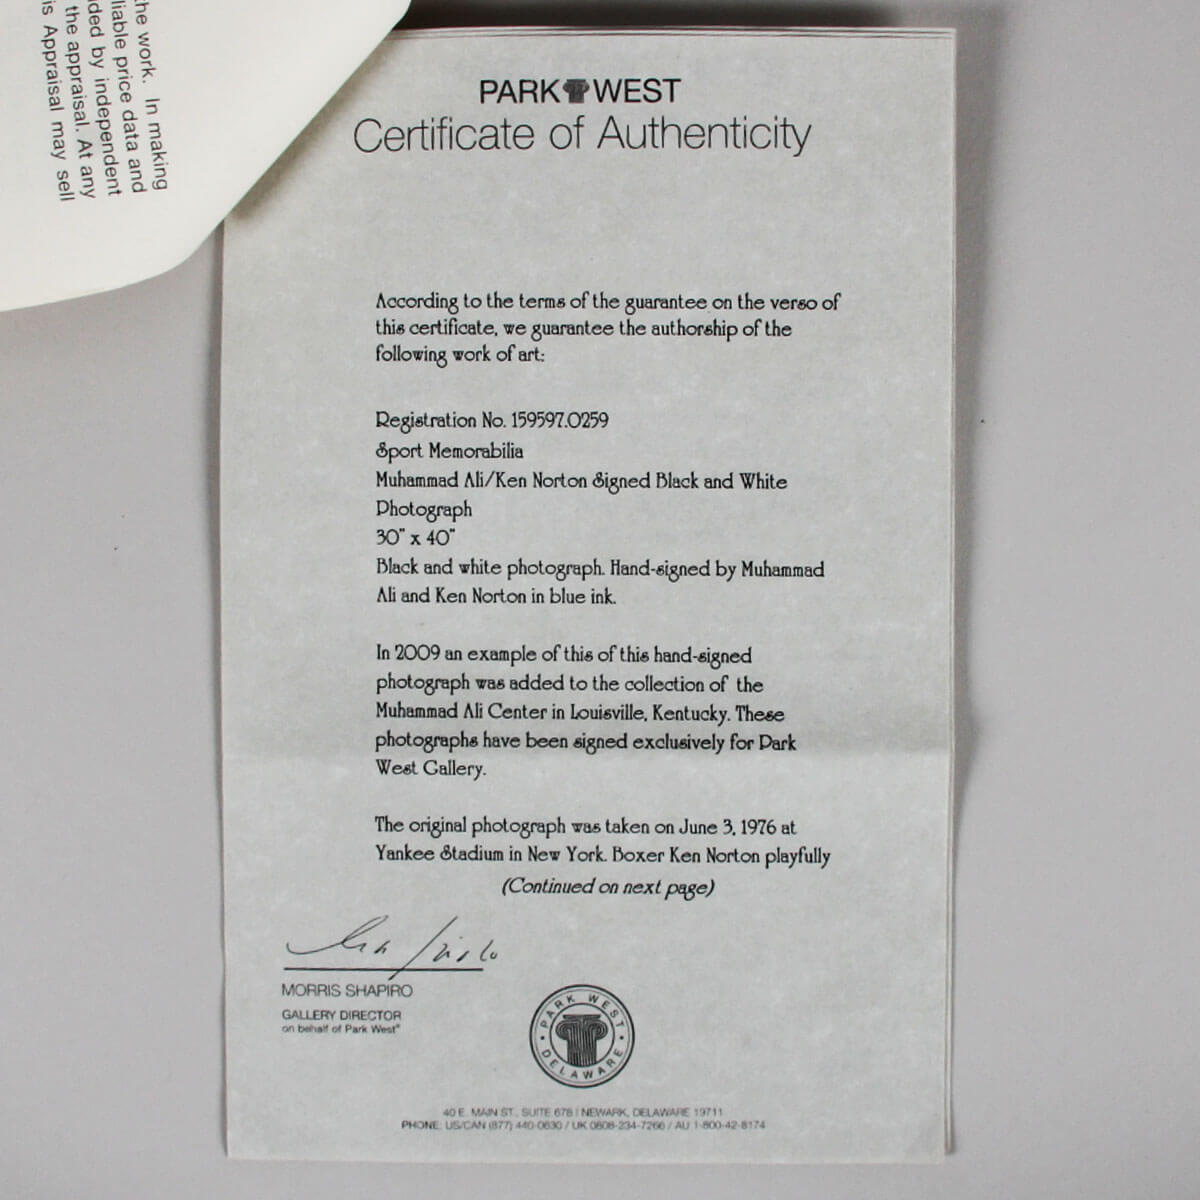 he work. In making
liable price data and
ded by independent
the appraisal. At any
is Appraisal may sell
PARK WEST
Certificate of Authenticity
According to the terms of the guarantee on the verso of
this certificate, we guarantee the authorship of the
following work of art:
Registration No. 159597.0259
Sport Memorabilia
Muhammad Ali/Ken Norton Signed Black and White
Photograph
30" x 40"
Black and white photograph. Hand-signed by Muhammad
Ali and Ken Norton in blue ink.
In 2009 an example of this of this hand-signed
photograph was added to the collection of the
Muhammad Ali Center in Louisville, Kentucky. These
photographs have been signed exclusively for Park
West Gallery.
The original photograph was taken on June 3, 1976 at
Yankee Stadium in New York. Boxer Ken Norton playfully
(Continued on next page)
MORRIS SHAPIRO
GALLERY DIRECTOR
on behalf of Park West®
PARK WEST
DELAWARE
40 E. MAIN ST., SUITE 678 | NEWARK, DELAWARE 19711
PHONE: US/CAN (877) 440-0630 / UK 0808-234-7266 / AU 1-800-42-8174